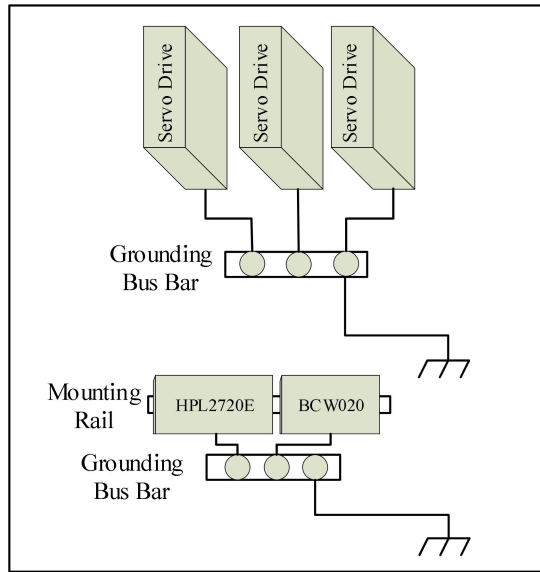 Servo Drive
Servo Drive
Servo Drive
Grounding
Bus Bar
Mounting
Rail
HPL2720E
BCW020
Grounding
Bus Bar